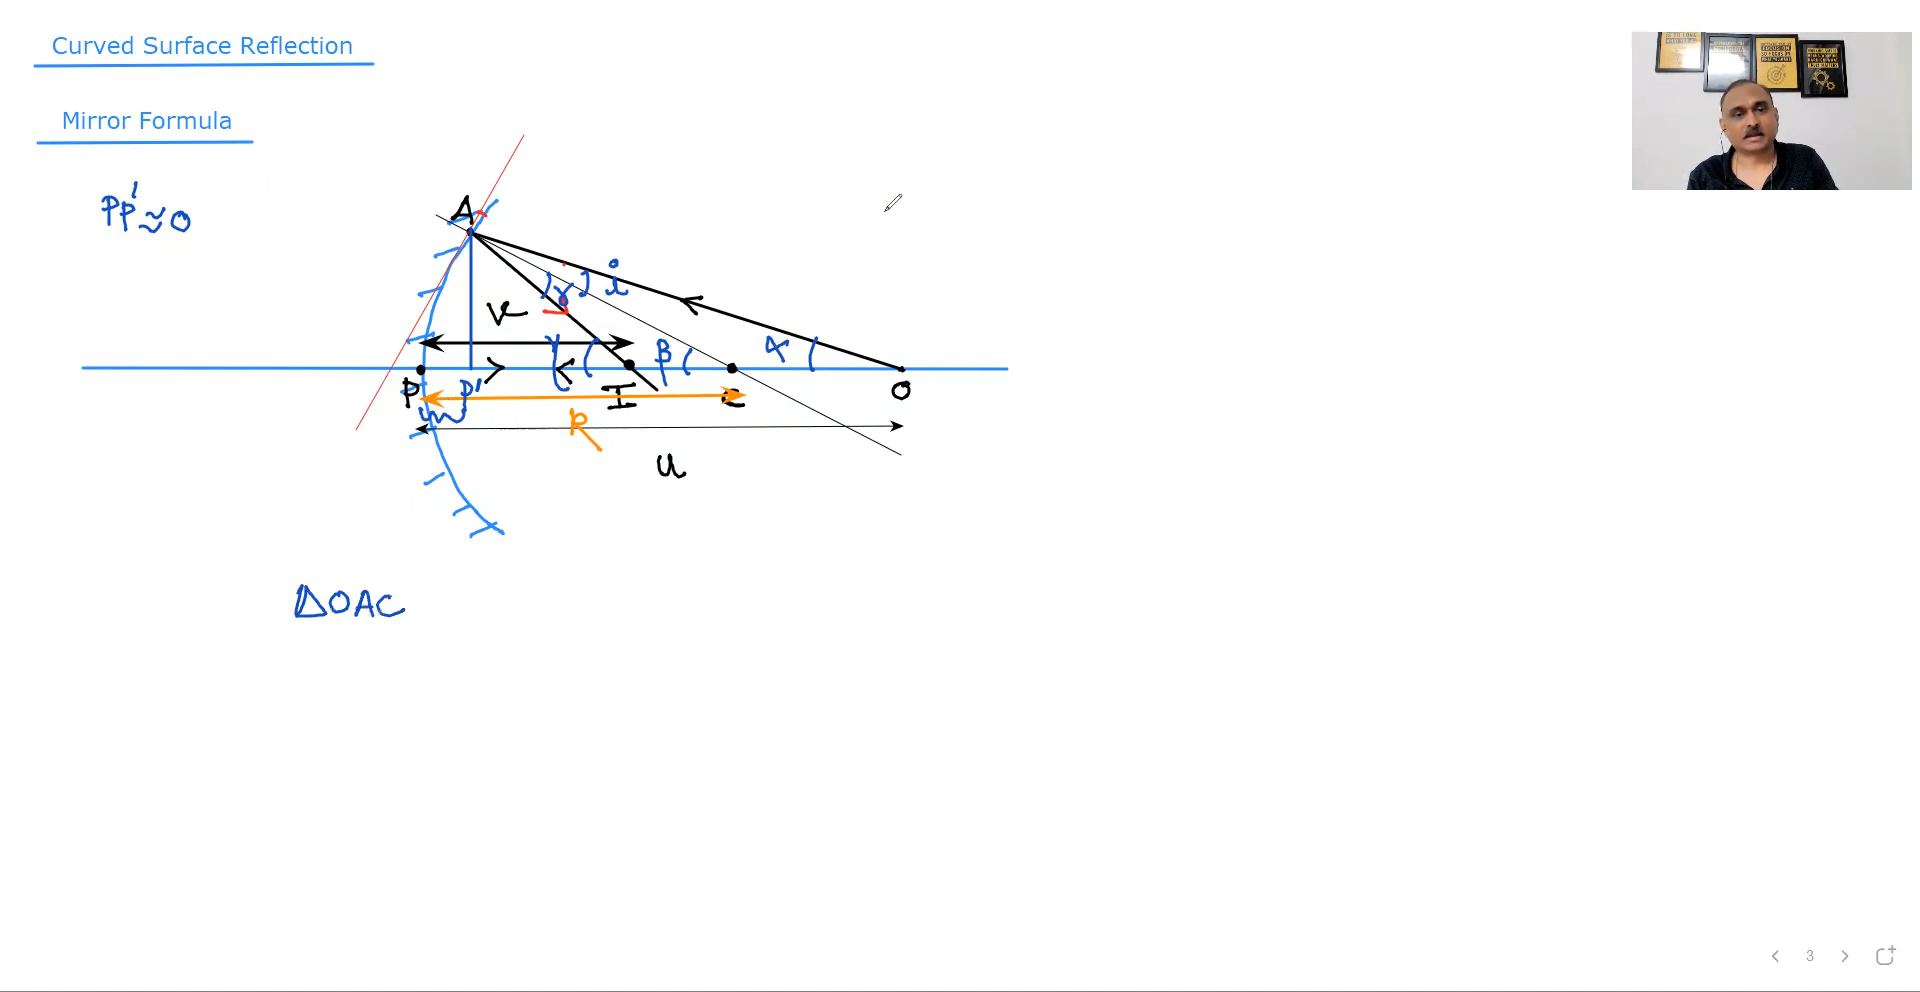 Curved Surface Reflection
Mirror Formula
PP' ≈ 0
A
i
r
v
γ
β
α
P
P'
I
C
O
R
u
ΔOAC
3